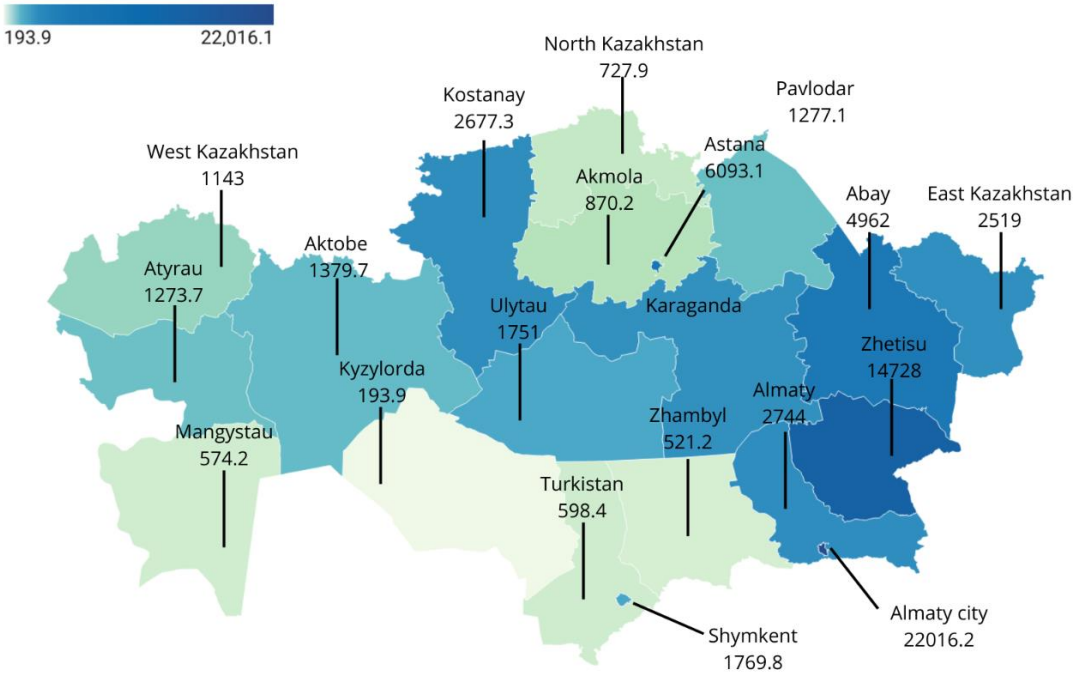 193.9
22,016.1
North Kazakhstan
727.9
Kostanay
2677.3
Pavlodar
1277.1
West Kazakhstan
1143
Astana
6093.1
Akmola
870.2
Abay
4962
East Kazakhstan
2519
Aktobe
1379.7
Atyrau
1273.7
Ulytau
1751
Karaganda
Zhetisu
14728
Kyzylorda
193.9
Almaty
2744
Zhambyl
521.2
Mangystau
574.2
Turkistan
598.4
Almaty city
22016.2
Shymkent
1769.8